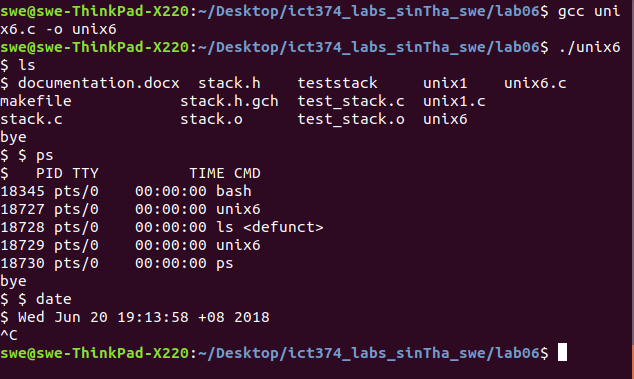 swe@swe-ThinkPad-X220:~/Desktop/ict374_labs_sinTha_swe/lab06$ gcc uni
x6.c -o unix6
swe@swe-ThinkPad-X220:~/Desktop/ict374_labs_sinTha_swe/lab06$ ./unix6
$ ls
$ documentation.docx  stack.h    teststack     unix1    unix6.c
makefile            stack.h.gch  test_stack.c  unix1.c
stack.c             stack.o      test_stack.o  unix6
bye
$ $ ps
$   PID TTY          TIME CMD
18345 pts/0    00:00:00 bash
18727 pts/0    00:00:00 unix6
18728 pts/0    00:00:00 ls <defunct>
18729 pts/0    00:00:00 unix6
18730 pts/0    00:00:00 ps
bye
$ $ date
$ Wed Jun 20 19:13:58 +08 2018
^C
swe@swe-ThinkPad-X220:~/Desktop/ict374_labs_sinTha_swe/lab06$